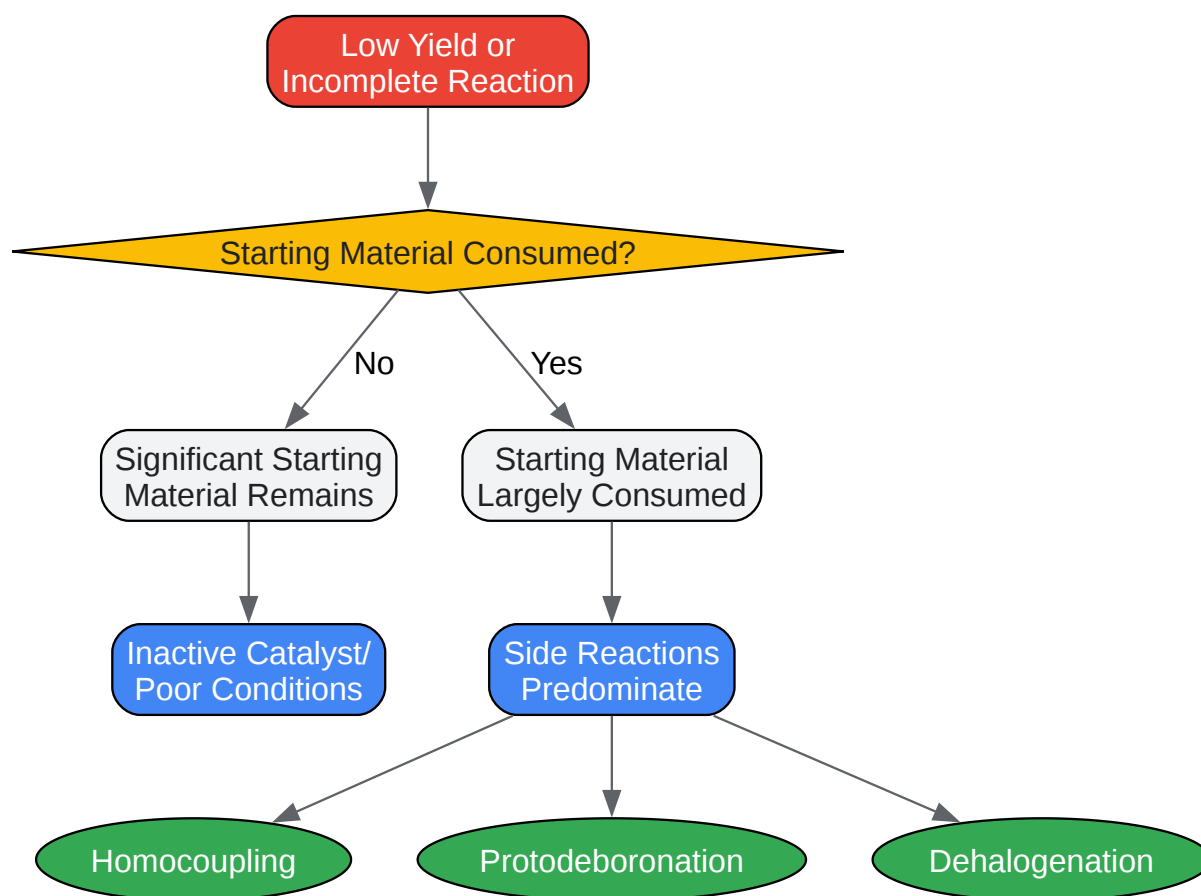 Low Yield or
Incomplete Reaction
Starting Material Consumed?
No
Yes
Significant Starting
Material Remains
Starting Material
Largely Consumed
Inactive Catalyst/
Poor Conditions
Side Reactions
Predominate
Homocoupling
Protodeboronation
Dehalogenation